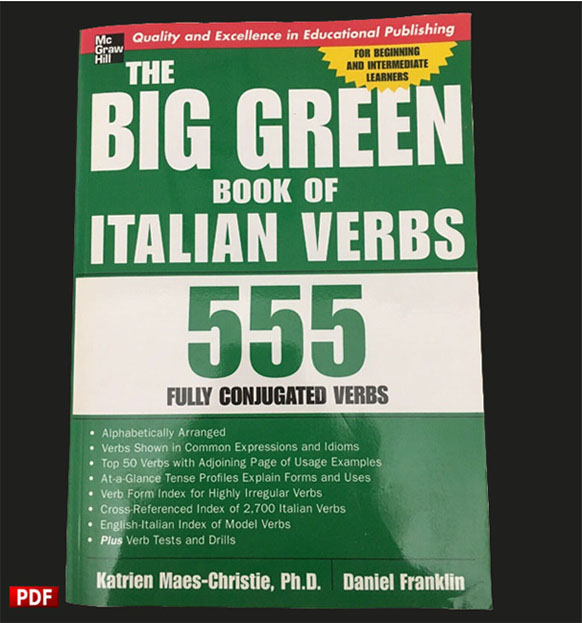 Mc
Graw
Hill
Quality and Excellence in Educational Publishing
FOR BEGINNING
AND INTERMEDIATE
LEARNERS
THE
BIG GREEN
BOOK OF
ITALIAN VERBS
555
FULLY CONJUGATED VERBS
• Alphabetically Arranged
• Verbs Shown in Common Expressions and Idioms
• Top 50 Verbs with Adjoining Page of Usage Examples
• At-a-Glance Tense Profiles Explain Forms and Uses
• Verb Form Index for Highly Irregular Verbs
• Cross-Referenced Index of 2,700 Italian Verbs
• English-Italian Index of Model Verbs
• Plus Verb Tests and Drills
Katrien Maes-Christie, Ph.D. Daniel Franklin
PDF